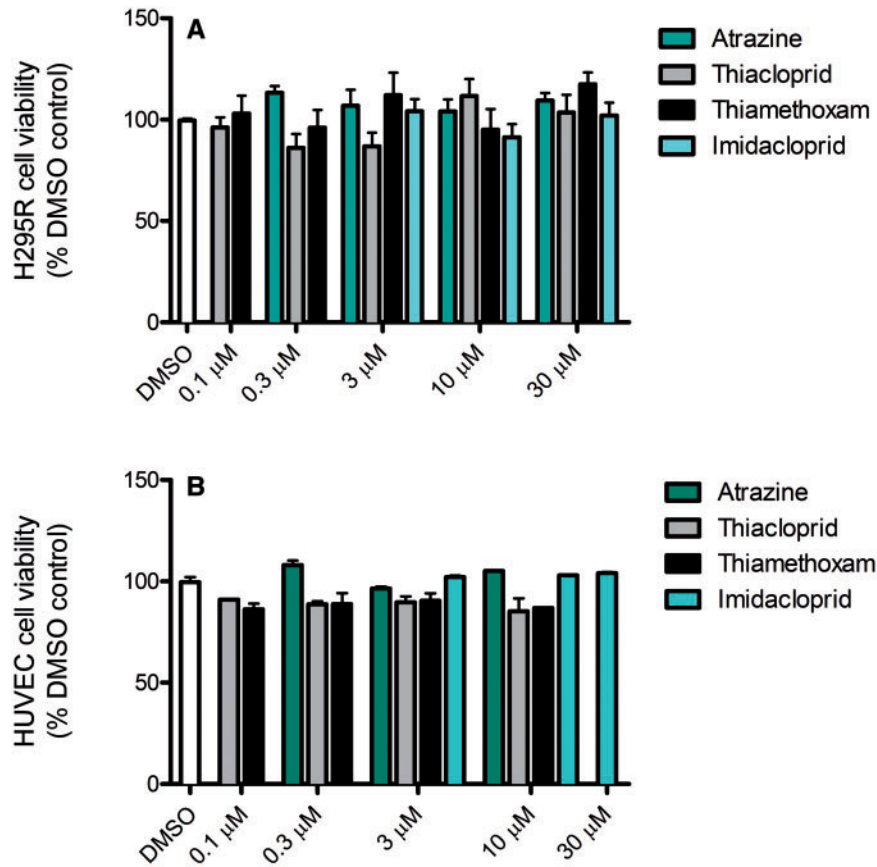 A
H295R cell viability
(% DMSO control)
150
100
50
0
DMSO
0.1 μM
0.3 μM
3 μM
10 μM
30 μM
Atrazine
Thiacloprid
Thiamethoxam
Imidacloprid
B
HUVEC cell viability
(% DMSO control)
150
100
50
0
DMSO
0.1 μM
0.3 μM
3 μM
10 μM
30 μM
Atrazine
Thiacloprid
Thiamethoxam
Imidacloprid